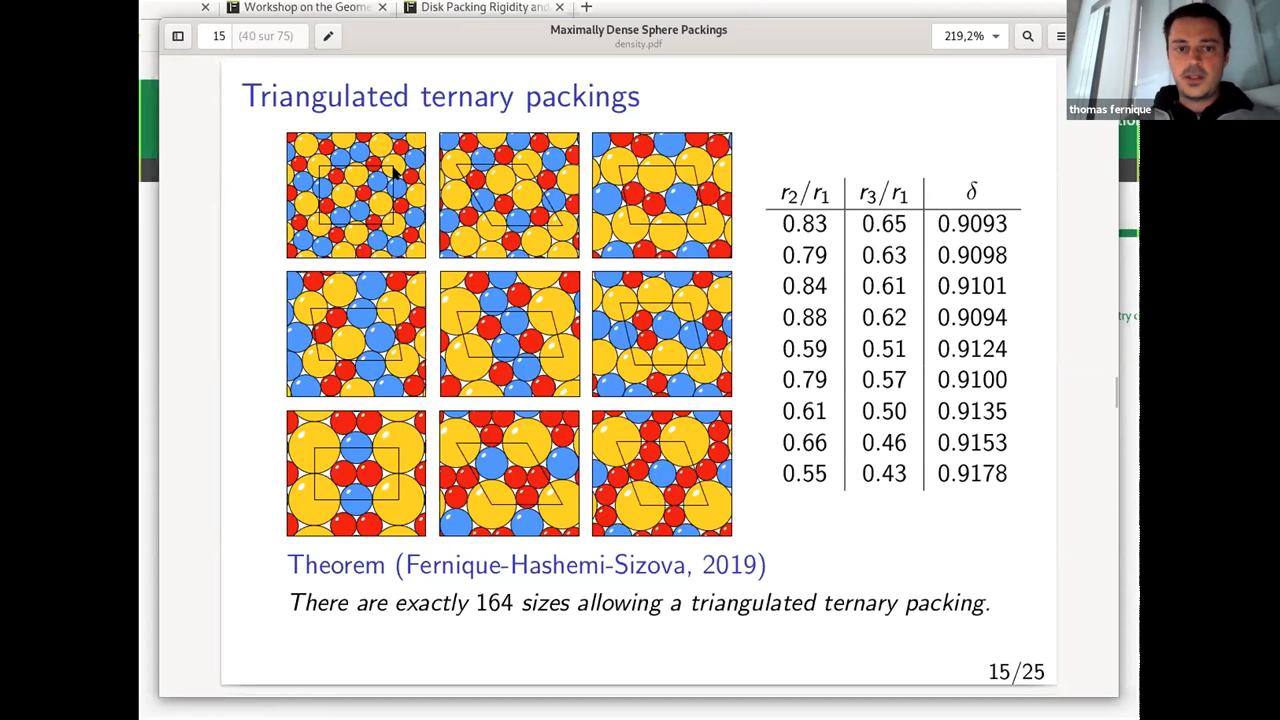 Workshop on the Geome
Disk Packing Rigidity and
15 (40 sur 75)
Maximally Dense Sphere Packings
density.pdf
219,2%
thomas fernique
Triangulated ternary packings
r2/r1 r3/r1 δ
0.83 0.65 0.9093
0.79 0.63 0.9098
0.84 0.61 0.9101
0.88 0.62 0.9094
0.59 0.51 0.9124
0.79 0.57 0.9100
0.61 0.50 0.9135
0.66 0.46 0.9153
0.55 0.43 0.9178
Theorem (Fernique-Hashemi-Sizova, 2019)
There are exactly 164 sizes allowing a triangulated ternary packing.
15/25